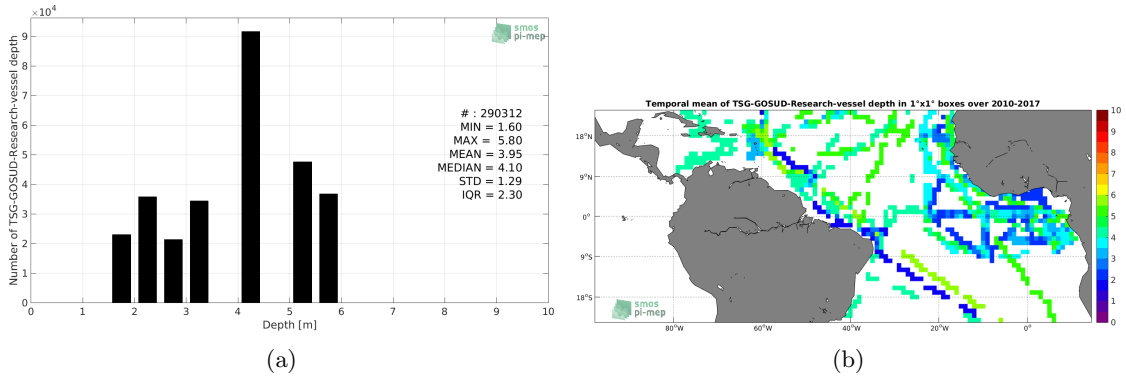 ×10⁴
smos
pi-mep
9
8
7
6
5
4
3
2
1
0
Number of TSG-GOSUD-Research-vessel depth
# : 290312
MIN = 1.60
MAX = 5.80
MEAN = 3.95
MEDIAN = 4.10
STD = 1.29
IQR = 2.30
0 1 2 3 4 5 6 7 8 9 10
Depth [m]
(a)
Temporal mean of TSG-GOSUD-Research-vessel depth in 1°x1° boxes over 2010-2017
18°N
9°N
0°
9°S
18°S
80°W 60°W 40°W 20°W 0°
smos
pi-mep
10
9
8
7
6
5
4
3
2
1
0
(b)